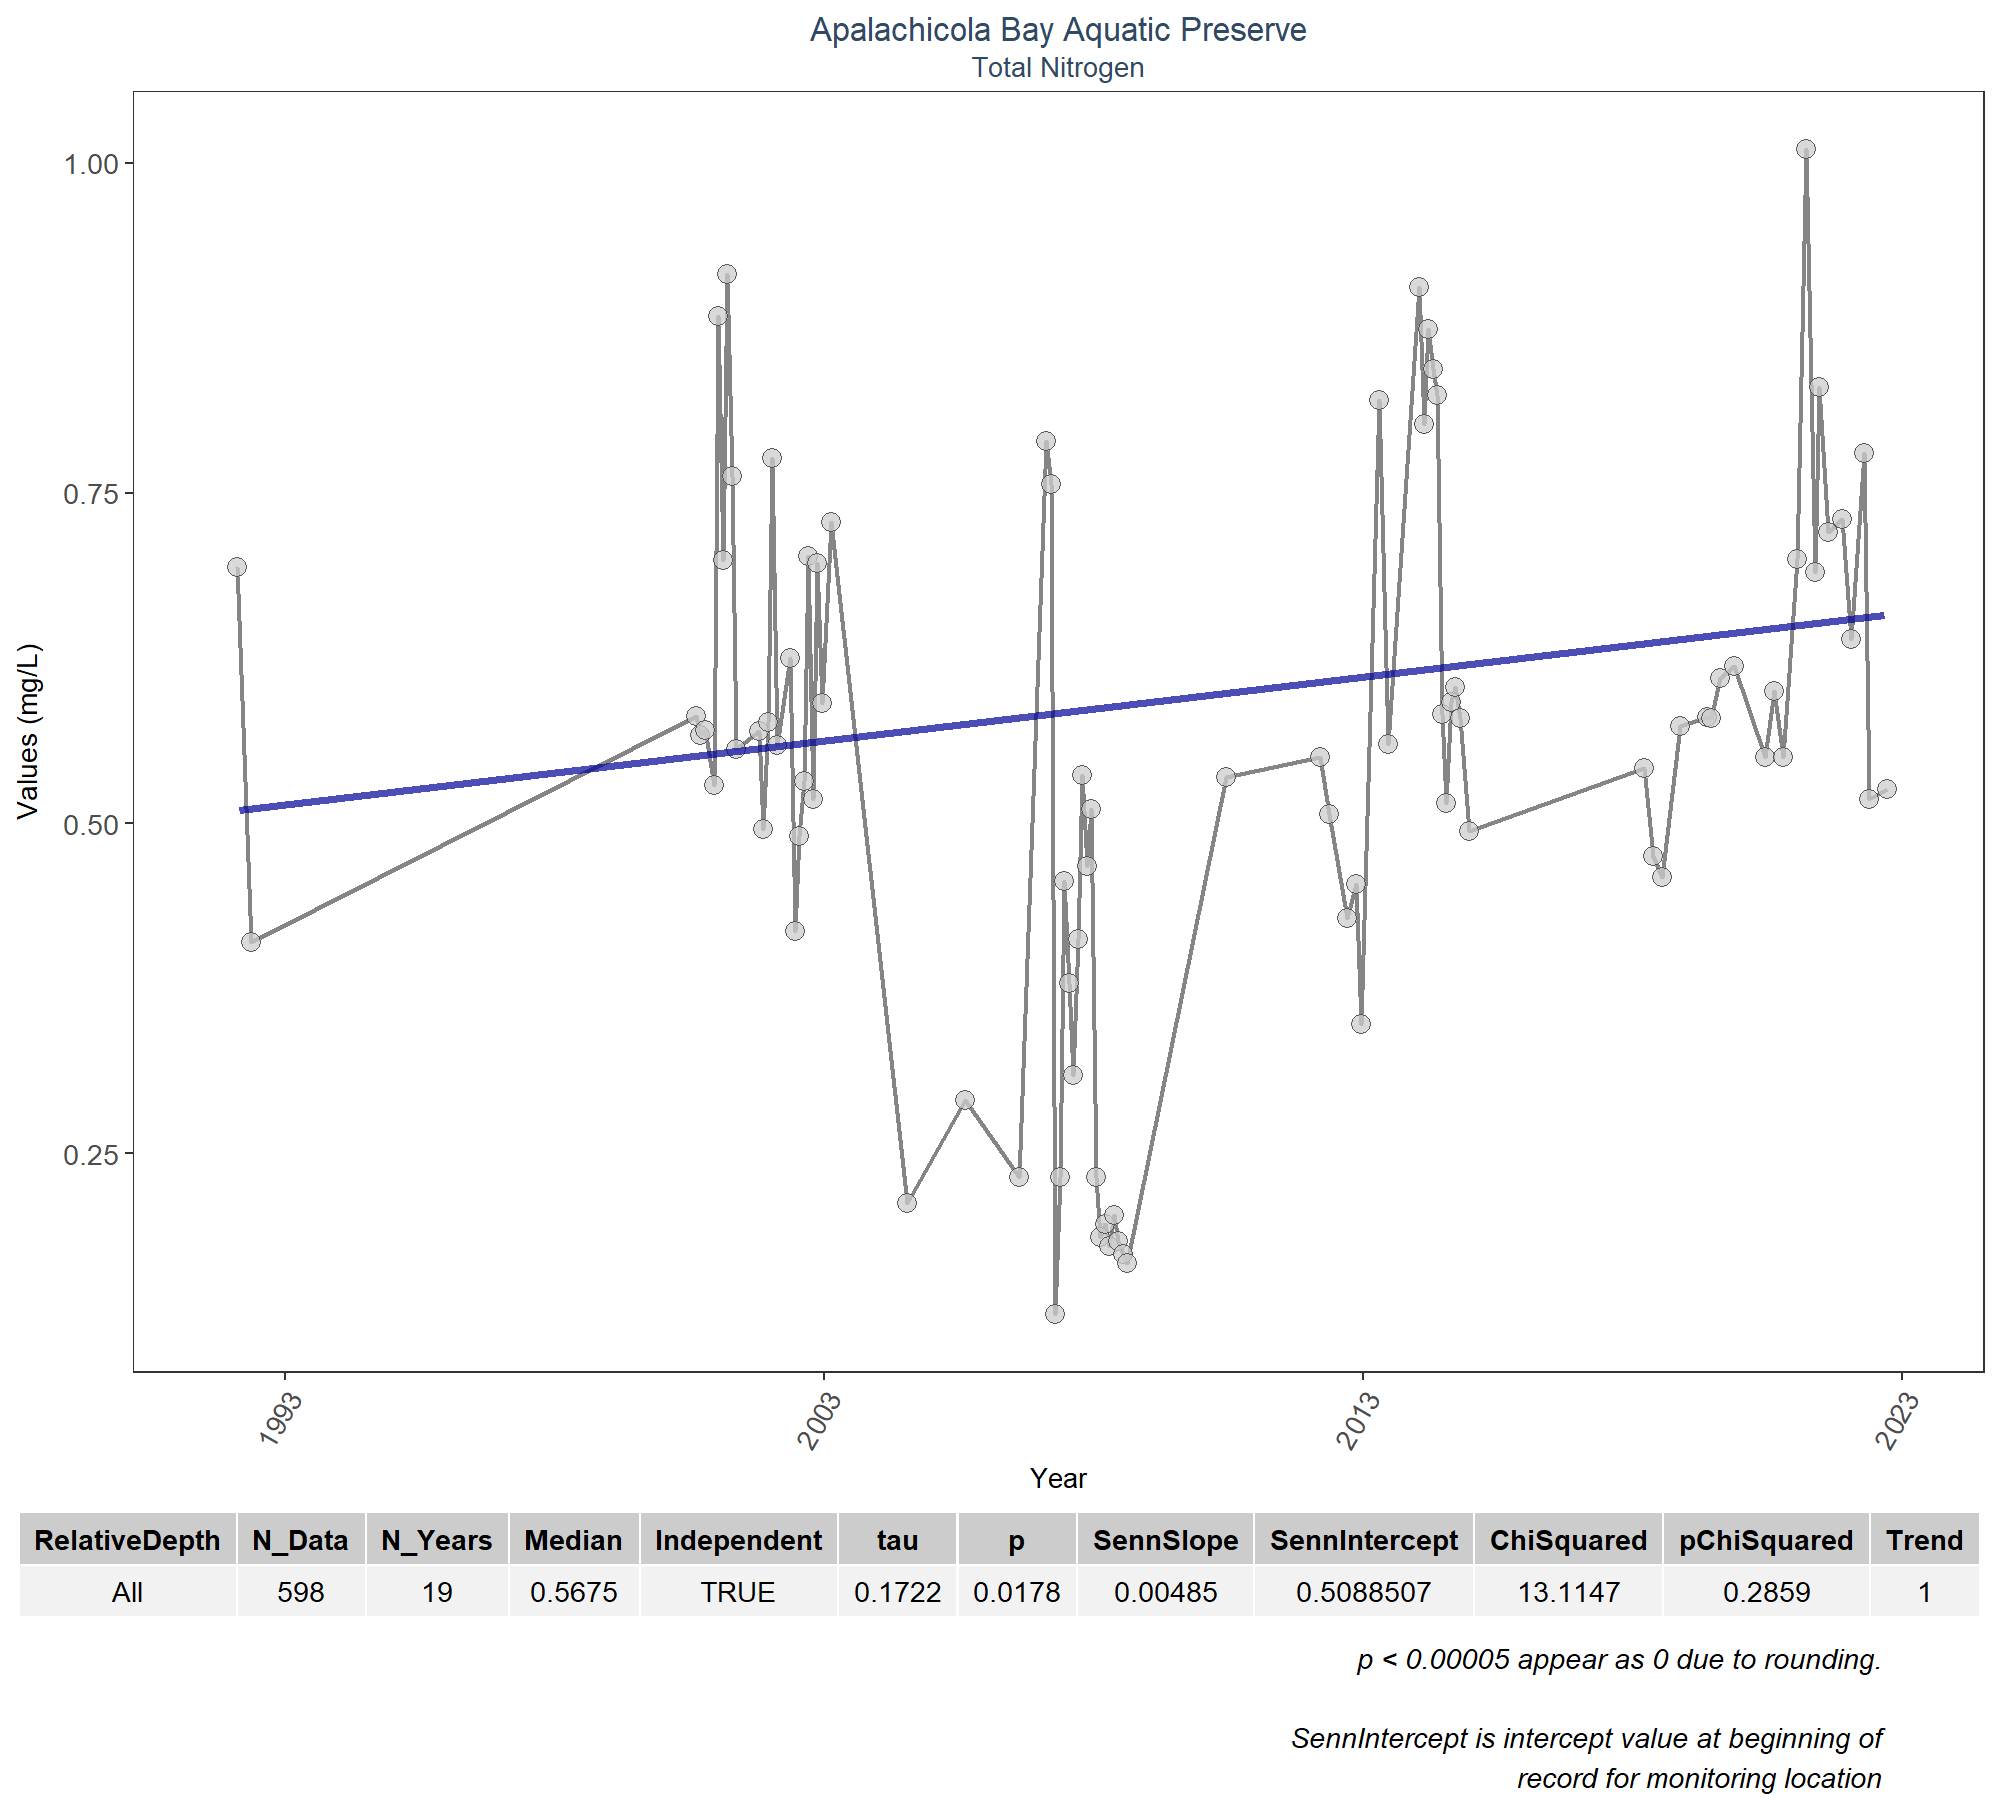 Apalachicola Bay Aquatic Preserve
Total Nitrogen
Values (mg/L)
1.00
0.75
0.50
0.25
1993 2003 2013 2023
Year
RelativeDepth N_Data N_Years Median Independent tau p SennSlope SennIntercept ChiSquared pChiSquared Trend
All 598 19 0.5675 TRUE 0.1722 0.0178 0.00485 0.5088507 13.1147 0.2859 1
p < 0.00005 appear as 0 due to rounding.
SennIntercept is intercept value at beginning of
record for monitoring location